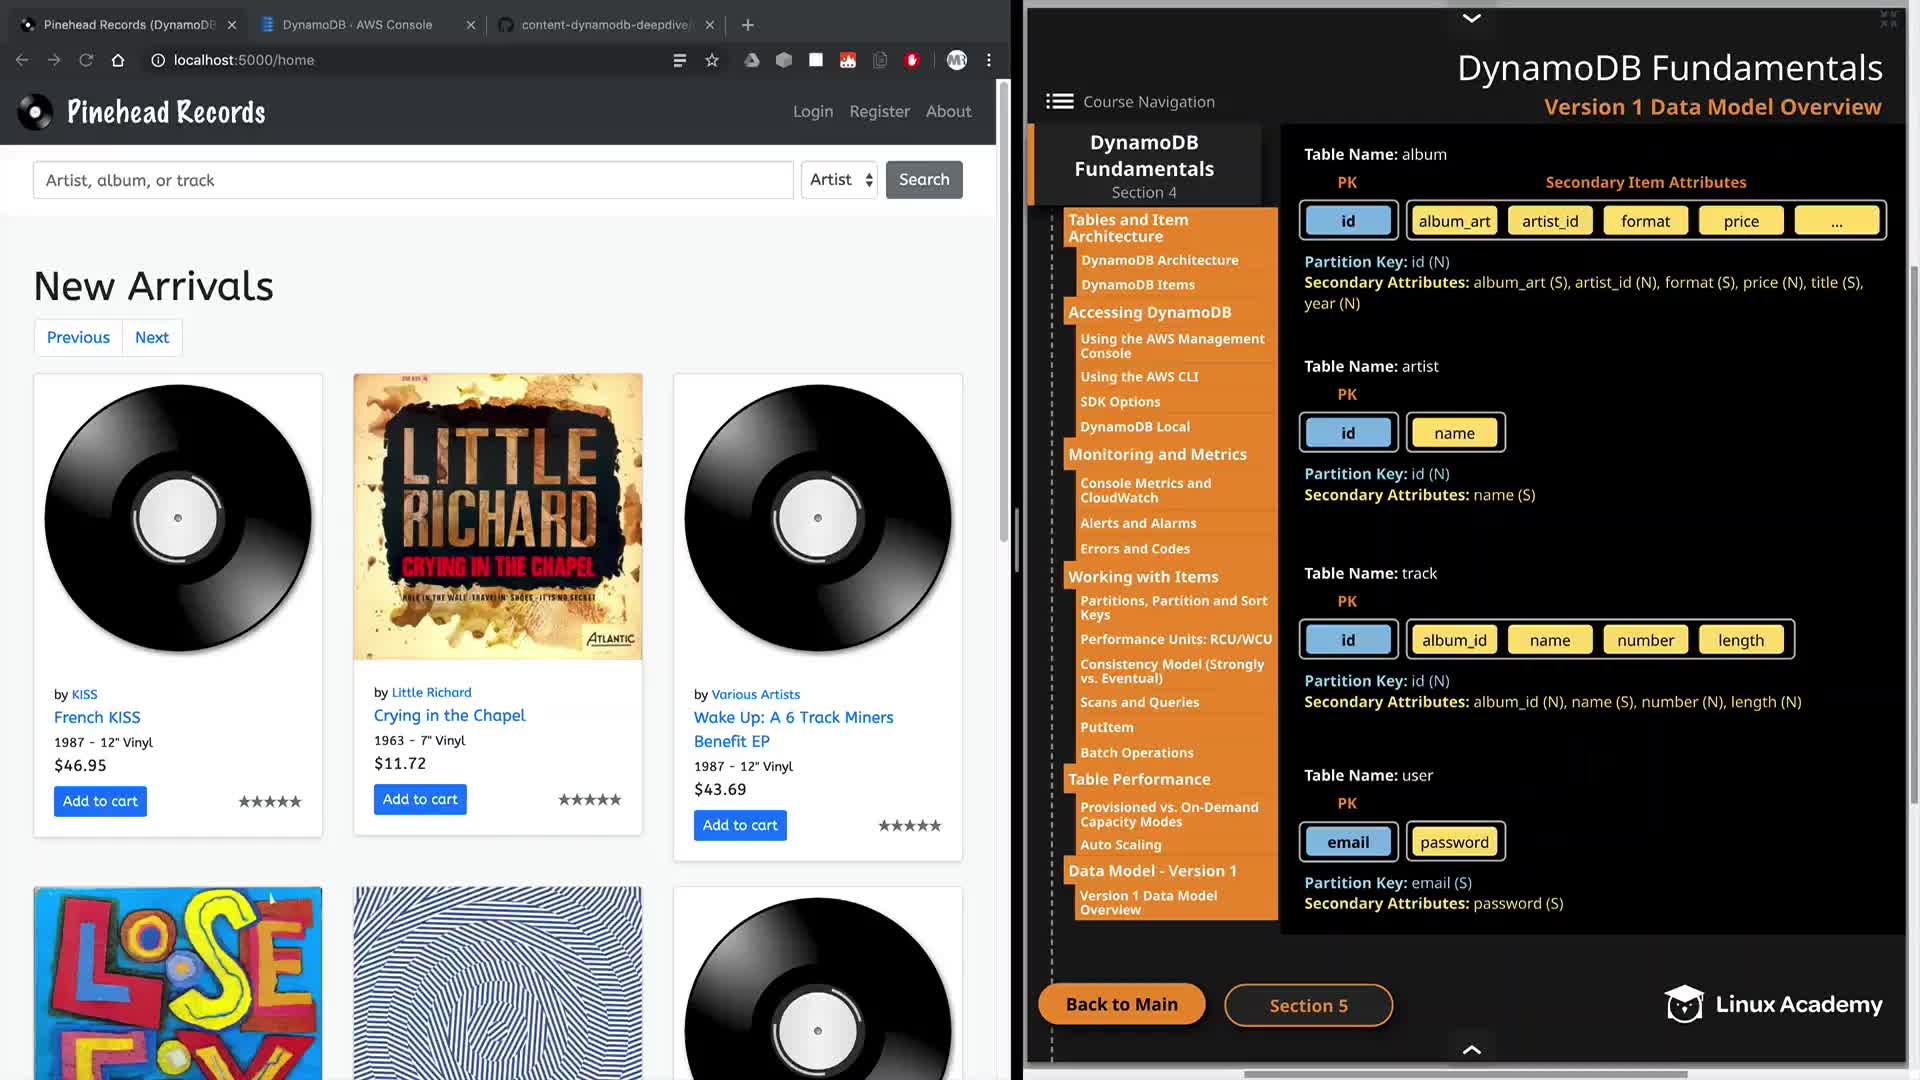 Pinehead Records (DynamoDB
DynamoDB · AWS Console
content-dynamodb-deepdive/
localhost:5000/home
MR
Pinehead Records
Login
Register
About
Artist, album, or track
Artist
Search
New Arrivals
Previous
Next
by KISS
French KISS
1987 - 12" Vinyl
$46.95
Add to cart
★★★★★
LITTLE
RICHARD
CRYING IN THE CHAPEL
HOLE IN THE WALL · TRAVELIN' SHOES · IT IS NO SECRET
ATLANTIC
by Little Richard
Crying in the Chapel
1963 - 7" Vinyl
$11.72
Add to cart
★★★★★
by Various Artists
Wake Up: A 6 Track Miners
Benefit EP
1987 - 12" Vinyl
$43.69
Add to cart
★★★★★
LOOSE
DynamoDB Fundamentals
Version 1 Data Model Overview
Course Navigation
DynamoDB
Fundamentals
Section 4
Tables and Item
Architecture
DynamoDB Architecture
DynamoDB Items
Accessing DynamoDB
Using the AWS Management
Console
Using the AWS CLI
SDK Options
DynamoDB Local
Monitoring and Metrics
Console Metrics and
CloudWatch
Alerts and Alarms
Errors and Codes
Working with Items
Partitions, Partition and Sort
Keys
Performance Units: RCU/WCU
Consistency Model (Strongly
vs. Eventual)
Scans and Queries
PutItem
Batch Operations
Table Performance
Provisioned vs. On-Demand
Capacity Modes
Auto Scaling
Data Model - Version 1
Version 1 Data Model
Overview
Table Name: album
PK
Secondary Item Attributes
id
album_art
artist_id
format
price
...
Partition Key: id (N)
Secondary Attributes: album_art (S), artist_id (N), format (S), price (N), title (S),
year (N)
Table Name: artist
PK
id
name
Partition Key: id (N)
Secondary Attributes: name (S)
Table Name: track
PK
id
album_id
name
number
length
Partition Key: id (N)
Secondary Attributes: album_id (N), name (S), number (N), length (N)
Table Name: user
PK
email
password
Partition Key: email (S)
Secondary Attributes: password (S)
Back to Main
Section 5
Linux Academy